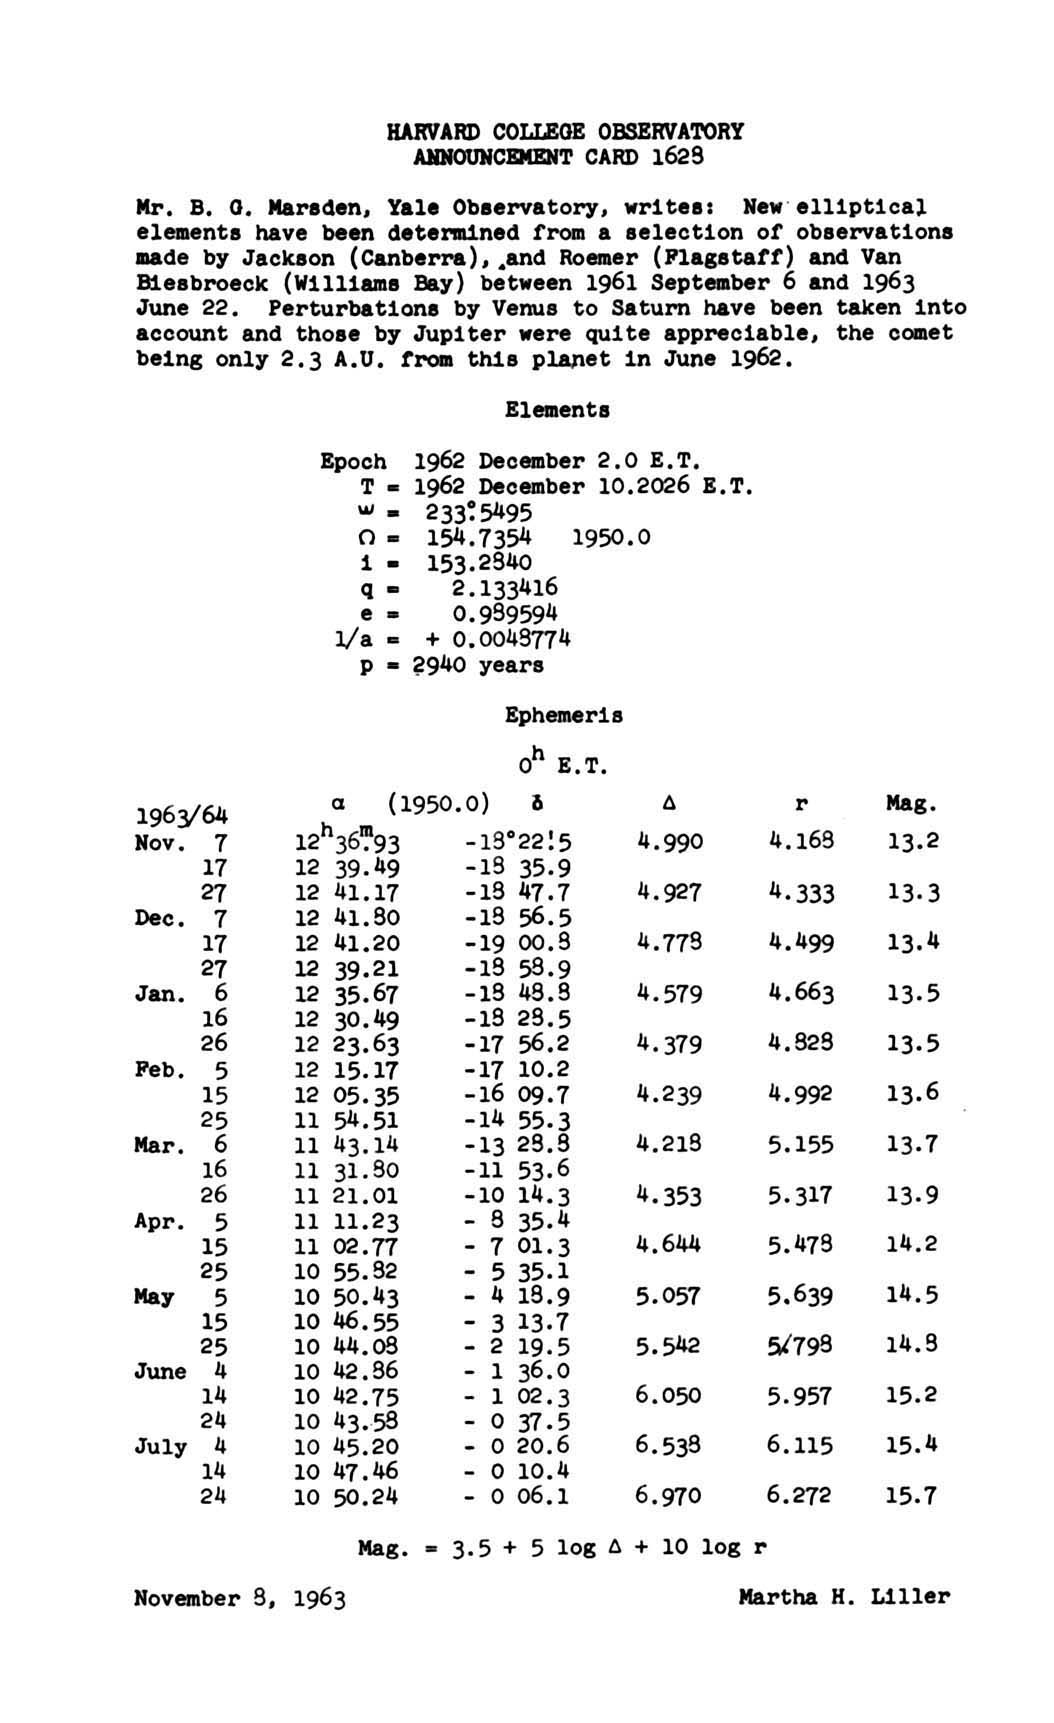 HARVARD COLLEGE OBSERVATORY
ANNOUNCEMENT CARD 1628
Mr. B. G. Marsden, Yale Observatory, writes: New elliptical
elements have been determined from a selection of observations
made by Jackson (Canberra), and Roemer (Flagstaff) and Van
Biesbroeck (Williams Bay) between 1961 September 6 and 1963
June 22. Perturbations by Venus to Saturn have been taken into
account and those by Jupiter were quite appreciable, the comet
being only 2.3 A.U. from this planet in June 1962.
Elements
Epoch 1962 December 2.0 E.T.
T = 1962 December 10.2026 E.T.
ω = 233°.5495
Ω = 154.7354 1950.0
i = 153.2840
q = 2.133416
e = 0.989594
1/a = + 0.0048774
p = 2940 years
Ephemeris
0h E.T.
1963/64 α (1950.0) δ Δ r Mag.
Nov. 7 12h36m.93 -18°22!5 4.990 4.168 13.2
17 12 39.49 -18 35.9
27 12 41.17 -18 47.7 4.927 4.333 13.3
Dec. 7 12 41.80 -18 56.5
17 12 41.20 -19 00.8 4.778 4.499 13.4
27 12 39.21 -18 58.9
Jan. 6 12 35.67 -18 48.8 4.579 4.663 13.5
16 12 30.49 -18 28.5
26 12 23.63 -17 56.2 4.379 4.828 13.5
Feb. 5 12 15.17 -17 10.2
15 12 05.35 -16 09.7 4.239 4.992 13.6
25 11 54.51 -14 55.3
Mar. 6 11 43.14 -13 28.8 4.218 5.155 13.7
16 11 31.80 -11 53.6
26 11 21.01 -10 14.3 4.353 5.317 13.9
Apr. 5 11 11.23 - 8 35.4
15 11 02.77 - 7 01.3 4.644 5.478 14.2
25 10 55.82 - 5 35.1
May 5 10 50.43 - 4 18.9 5.057 5.639 14.5
15 10 46.55 - 3 13.7
25 10 44.08 - 2 19.5 5.542 5.798 14.8
June 4 10 42.86 - 1 36.0
14 10 42.75 - 1 02.3 6.050 5.957 15.2
24 10 43.58 - 0 37.5
July 4 10 45.20 - 0 20.6 6.538 6.115 15.4
14 10 47.46 - 0 10.4
24 10 50.24 - 0 06.1 6.970 6.272 15.7
Mag. = 3.5 + 5 log Δ + 10 log r
November 8, 1963 Martha H. Liller